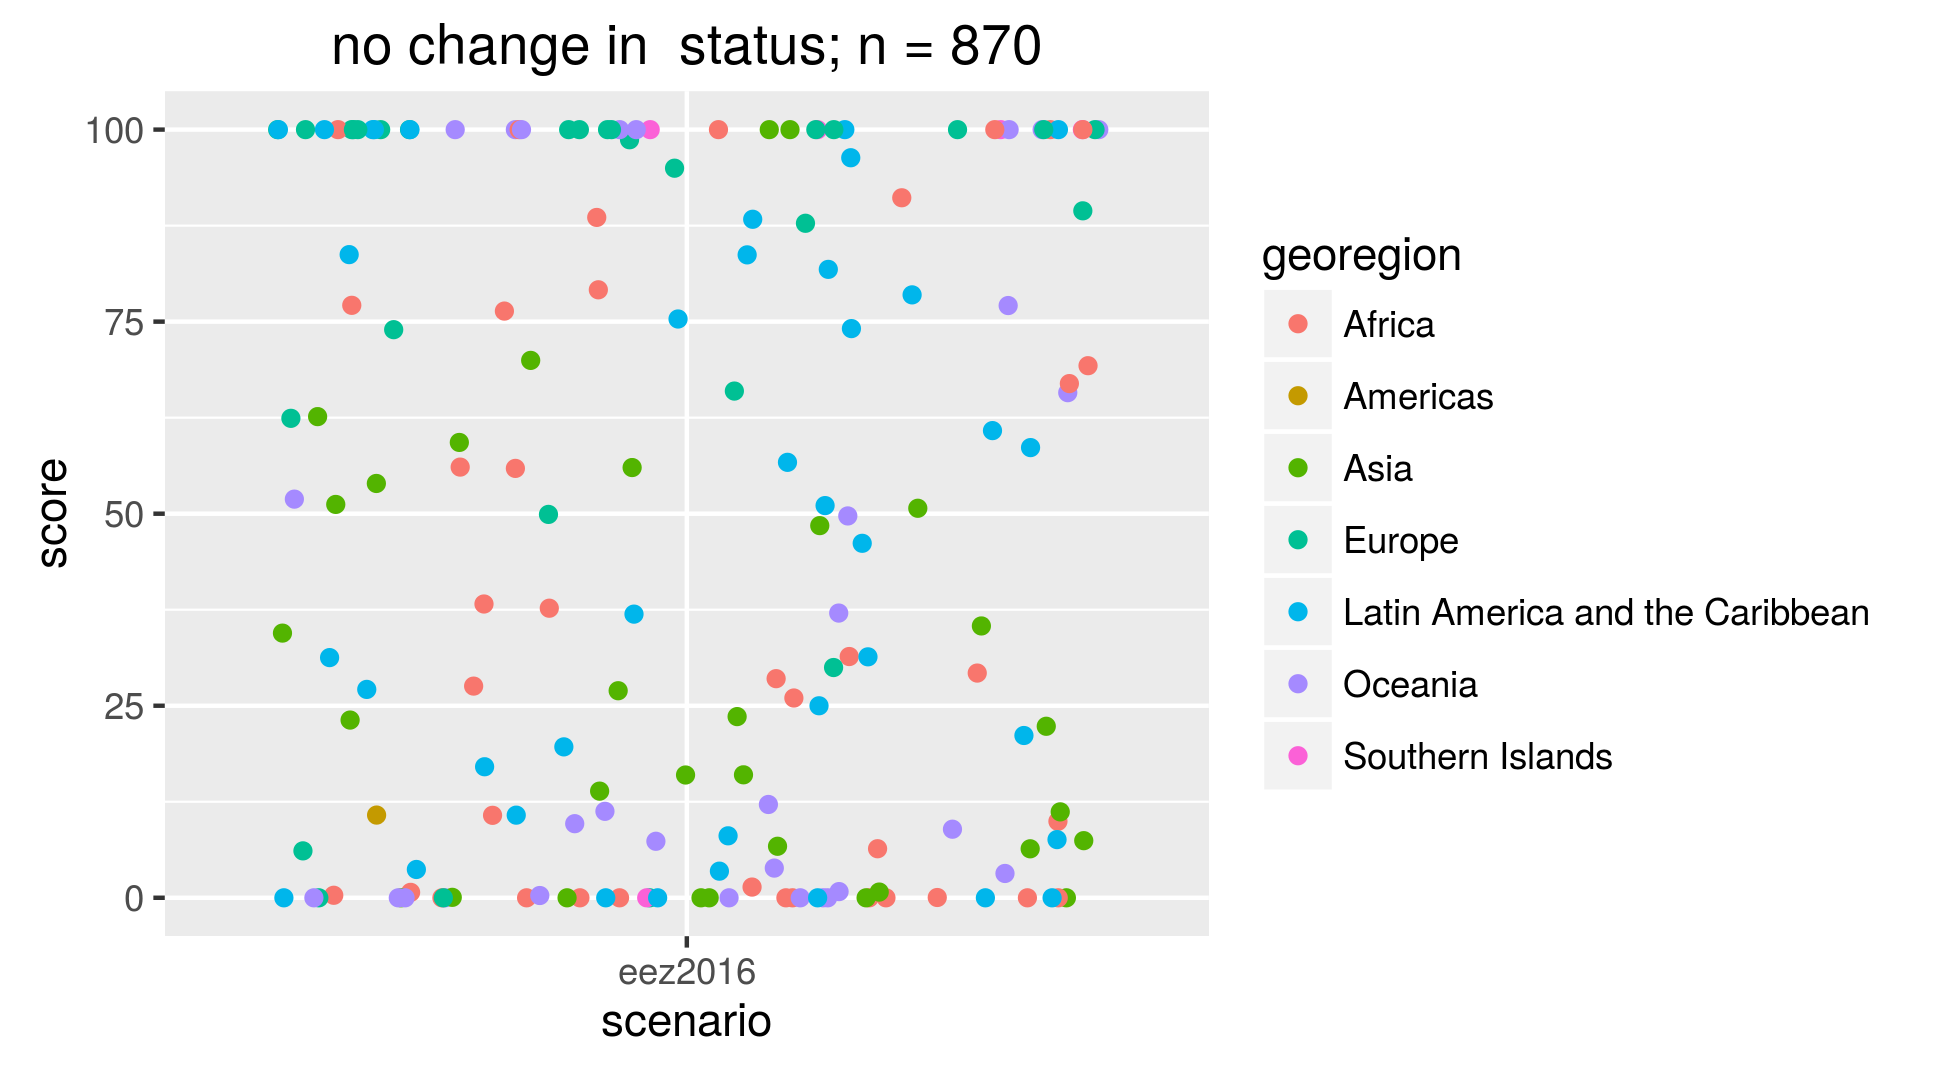 no change in  status; n = 870
score
100
75
50
25
0
eez2016
scenario
georegion
Africa
Americas
Asia
Europe
Latin America and the Caribbean
Oceania
Southern Islands